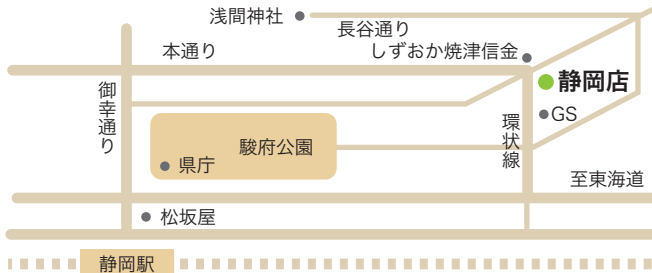 浅間神社
長谷通り
本通り
しずおか焼津信金
静岡店
御幸通り
GS
環状線
駿府公園
県庁
至東海道
松坂屋
静岡駅